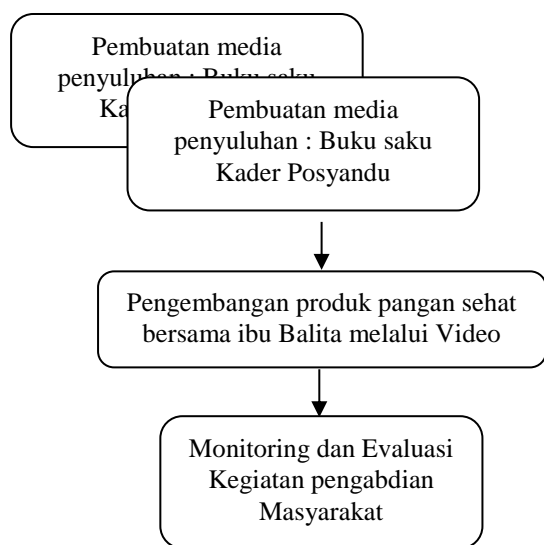 Pembuatan media
penyuluhan : Buku saku
Ka
Pembuatan media
penyuluhan : Buku saku
Kader Posyandu
Pengembangan produk pangan sehat
bersama ibu Balita melalui Video
Monitoring dan Evaluasi
Kegiatan pengabdian
Masyarakat